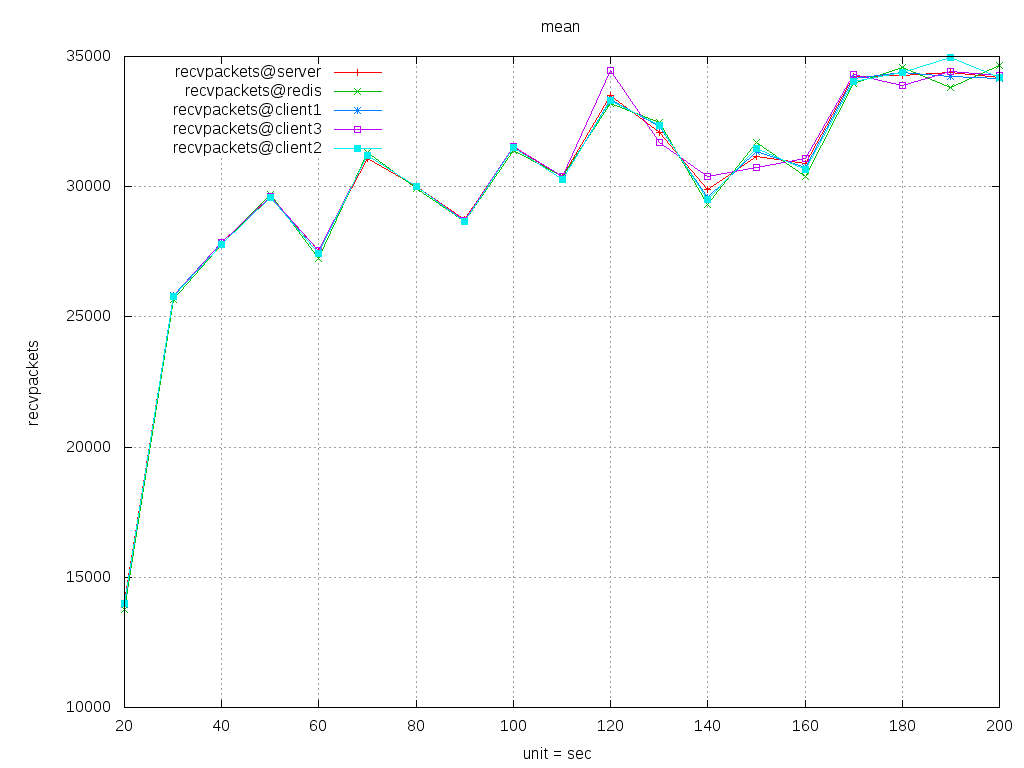 mean
35000
30000
25000
20000
15000
10000
recvpackets
recvpackets@server
recvpackets@redis
recvpackets@client1
recvpackets@client3
recvpackets@client2
20 40 60 80 100 120 140 160 180 200
unit = sec